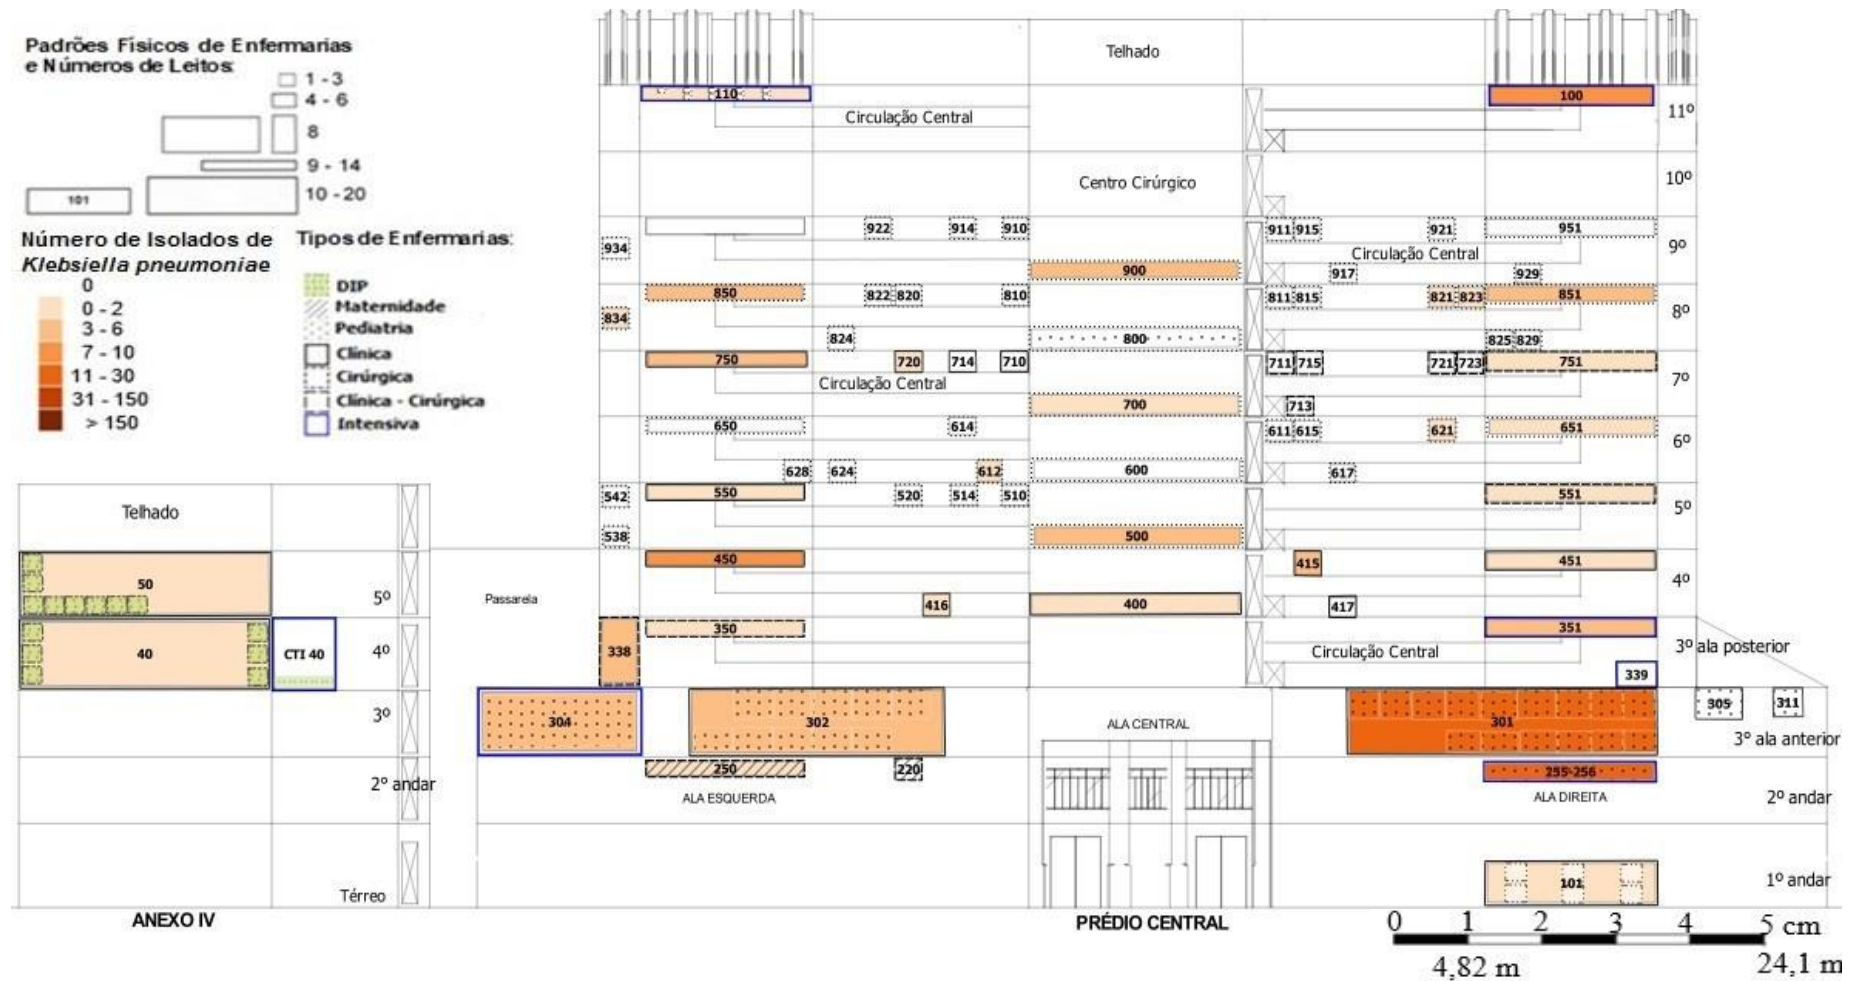 Padrões Físicos de Enfermarias
e Números de Leitos:
1 - 3
4 - 6
8
9 - 14
10 - 20
101
Número de Isolados de
Klebsiella pneumoniae
0
0 - 2
3 - 6
7 - 10
11 - 30
31 - 150
> 150
Tipos de Enfermarias:
DIP
Maternidade
Pediatria
Clínica
Cirúrgica
Clínica - Cirúrgica
Intensiva
Telhado
110
Circulação Central
100
11º
Centro Cirúrgico
10º
934
922
914
910
911
915
921
951
9º
Circulação Central
900
917
929
850
822
820
810
811
815
821
823
851
8º
834
824
800
825
829
750
720
714
710
711
715
721
723
751
7º
Circulação Central
700
713
650
614
611
615
621
651
6º
628
624
612
600
617
542
550
520
514
510
551
5º
538
500
450
415
451
4º
416
400
417
350
351
338
Circulação Central
3º ala posterior
339
304
302
ALA CENTRAL
301
305
311
3º ala anterior
250
220
255-256
ALA ESQUERDA
ALA DIREITA
2º andar
101
1º andar
Telhado
50
5º
Passarela
40
CTI 40
4º
3º
2º andar
Térreo
ANEXO IV
PRÉDIO CENTRAL
0 1 2 3 4 5 cm
4,82 m 24,1 m